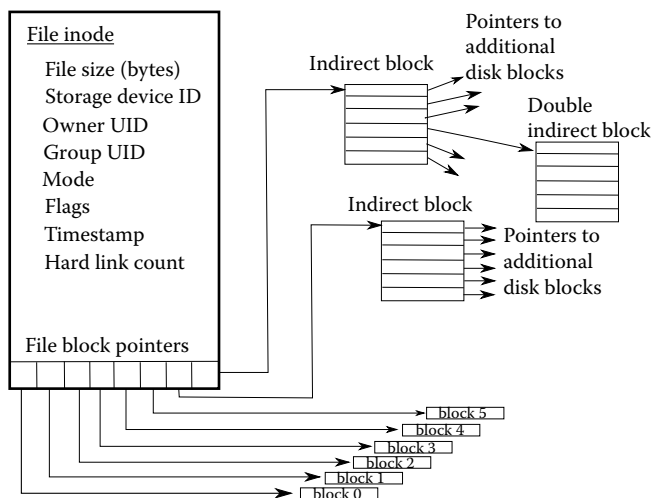 File inode
File size (bytes)
Storage device ID
Owner UID
Group UID
Mode
Flags
Timestamp
Hard link count
File block pointers
Indirect block
Pointers to
additional
disk blocks
Double
indirect block
Indirect block
Pointers to
additional
disk blocks
block 5
block 4
block 3
block 2
block 1
block 0